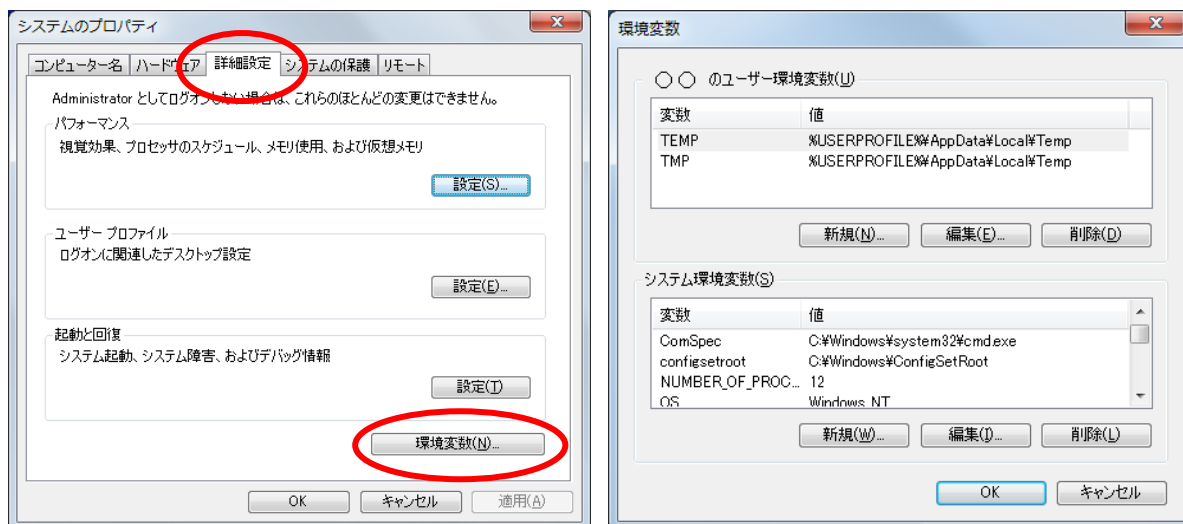 システムのプロパティ
コンピューター名 ハードウェア 詳細設定 システムの保護 リモート
Administrator としてログオンしない場合は、これらのほとんどの変更はできません。
パフォーマンス
視覚効果、プロセッサのスケジュール、メモリ使用、および仮想メモリ
設定(S)...
ユーザー プロファイル
ログオンに関連したデスクトップ設定
設定(E)...
起動と回復
システム起動、システム障害、およびデバッグ情報
設定(T)
環境変数(N)...
OK キャンセル 適用(A)
環境変数
○○ のユーザー環境変数(U)
変数 値
TEMP %USERPROFILE%¥AppData¥Local¥Temp
TMP %USERPROFILE%¥AppData¥Local¥Temp
新規(N)... 編集(E)... 削除(D)
システム環境変数(S)
変数 値
ComSpec C:¥Windows¥system32¥cmd.exe
configsetroot C:¥Windows¥ConfigSetRoot
NUMBER_OF_PROC... 12
OS Windows_NT
新規(W)... 編集(I)... 削除(L)
OK キャンセル